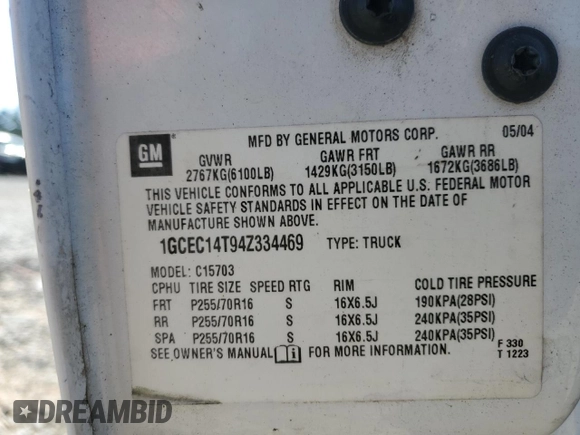 GM
MFD BY GENERAL MOTORS CORP. 05/04
GVWR GAWR FRT GAWR RR
2767KG(6100LB) 1429KG(3150LB) 1672KG(3686LB)
THIS VEHICLE CONFORMS TO ALL APPLICABLE U.S. FEDERAL MOTOR
VEHICLE SAFETY STANDARDS IN EFFECT ON THE DATE OF
MANUFACTURE SHOWN ABOVE.
1GCEC14T94Z334469 TYPE: TRUCK
MODEL: C15703
CPHU TIRE SIZE SPEED RTG RIM COLD TIRE PRESSURE
FRT P255/70R16 S 16X6.5J 190KPA(28PSI)
RR P255/70R16 S 16X6.5J 240KPA(35PSI)
SPA P255/70R16 S 16X6.5J 240KPA(35PSI)
SEE OWNER'S MANUAL FOR MORE INFORMATION. F 330
T 1223
DREAMBID